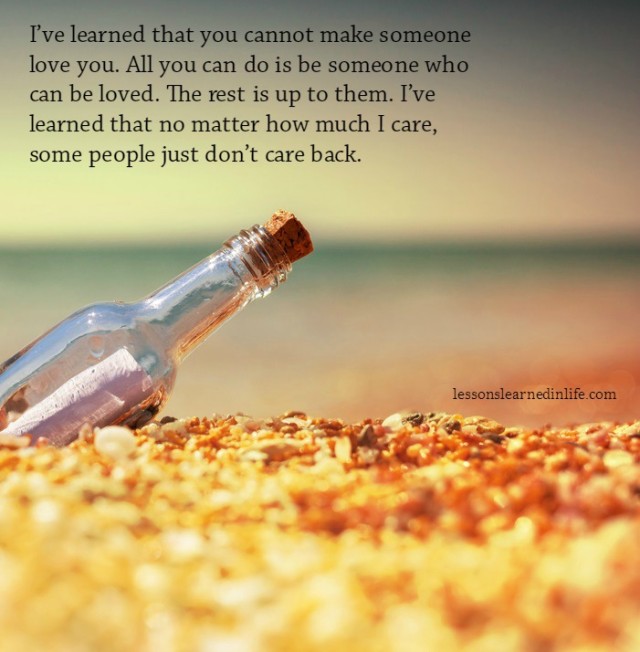 I’ve learned that you cannot make someone
love you. All you can do is be someone who
can be loved. The rest is up to them. I’ve
learned that no matter how much I care,
some people just don’t care back.
lessonslearnedinlife.com